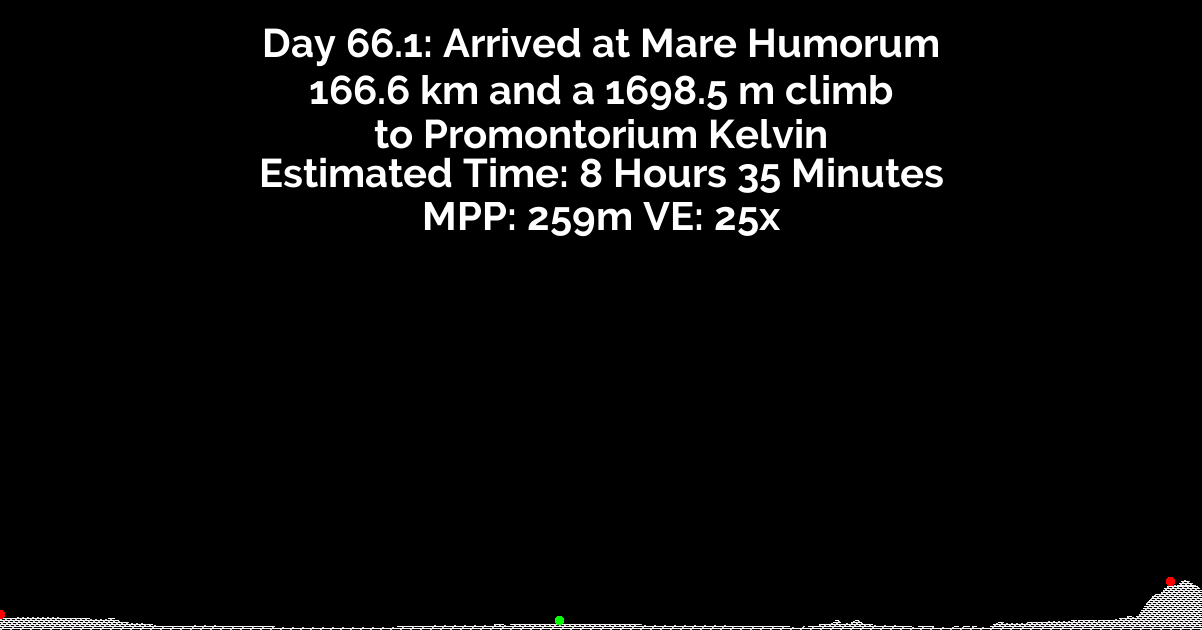 Day 66.1: Arrived at Mare Humorum
166.6 km and a 1698.5 m climb
to Promontorium Kelvin
Estimated Time: 8 Hours 35 Minutes
MPP: 259m VE: 25x